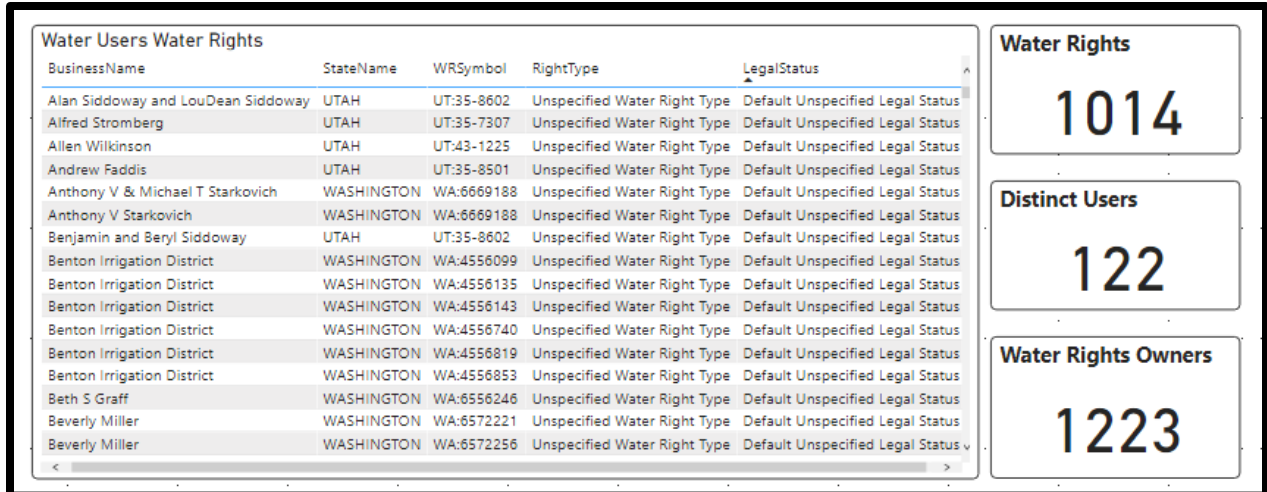 Water Users Water Rights
BusinessName StateName WRSymbol RightType LegalStatus
Alan Siddoway and LouDean Siddoway UTAH UT:35-8602 Unspecified Water Right Type Default Unspecified Legal Status
Alfred Stromberg UTAH UT:35-7307 Unspecified Water Right Type Default Unspecified Legal Status
Allen Wilkinson UTAH UT:43-1225 Unspecified Water Right Type Default Unspecified Legal Status
Andrew Faddis UTAH UT:35-8501 Unspecified Water Right Type Default Unspecified Legal Status
Anthony V & Michael T Starkovich WASHINGTON WA:6669188 Unspecified Water Right Type Default Unspecified Legal Status
Anthony V Starkovich WASHINGTON WA:6669188 Unspecified Water Right Type Default Unspecified Legal Status
Benjamin and Beryl Siddoway UTAH UT:35-8602 Unspecified Water Right Type Default Unspecified Legal Status
Benton Irrigation District WASHINGTON WA:4556099 Unspecified Water Right Type Default Unspecified Legal Status
Benton Irrigation District WASHINGTON WA:4556135 Unspecified Water Right Type Default Unspecified Legal Status
Benton Irrigation District WASHINGTON WA:4556143 Unspecified Water Right Type Default Unspecified Legal Status
Benton Irrigation District WASHINGTON WA:4556740 Unspecified Water Right Type Default Unspecified Legal Status
Benton Irrigation District WASHINGTON WA:4556819 Unspecified Water Right Type Default Unspecified Legal Status
Benton Irrigation District WASHINGTON WA:4556853 Unspecified Water Right Type Default Unspecified Legal Status
Beth S Graff WASHINGTON WA:6556246 Unspecified Water Right Type Default Unspecified Legal Status
Beverly Miller WASHINGTON WA:6572221 Unspecified Water Right Type Default Unspecified Legal Status
Beverly Miller WASHINGTON WA:6572256 Unspecified Water Right Type Default Unspecified Legal Status
Water Rights
1014
Distinct Users
122
Water Rights Owners
1223